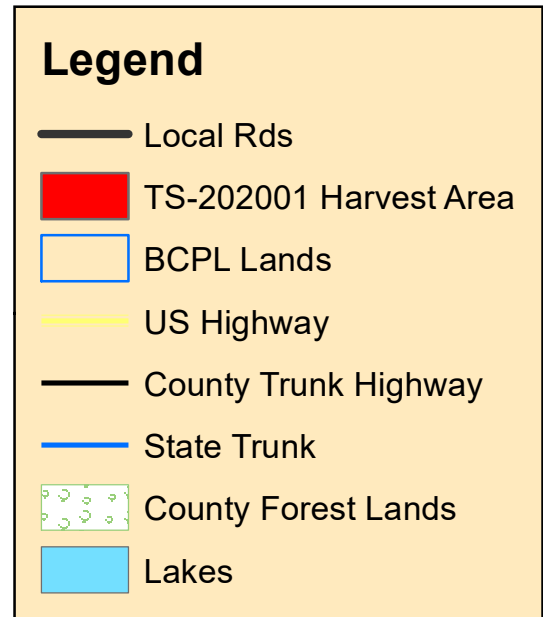 Legend
Local Rds
TS-202001 Harvest Area
BCPL Lands
US Highway
County Trunk Highway
State Trunk
County Forest Lands
Lakes